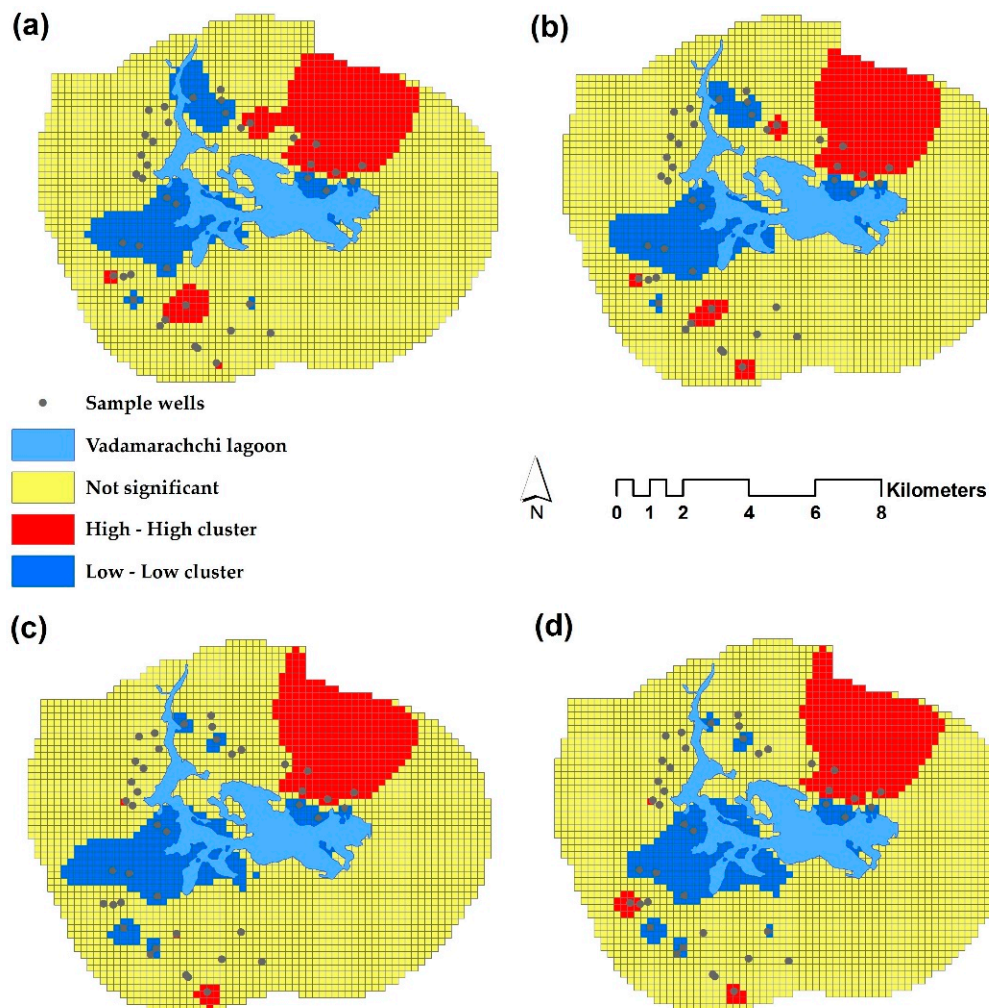 (a)
(b)
Sample wells
Vadamarachchi lagoon
Not significant
High - High cluster
Low - Low cluster
N
Kilometers
0 1 2 4 6 8
(c)
(d)